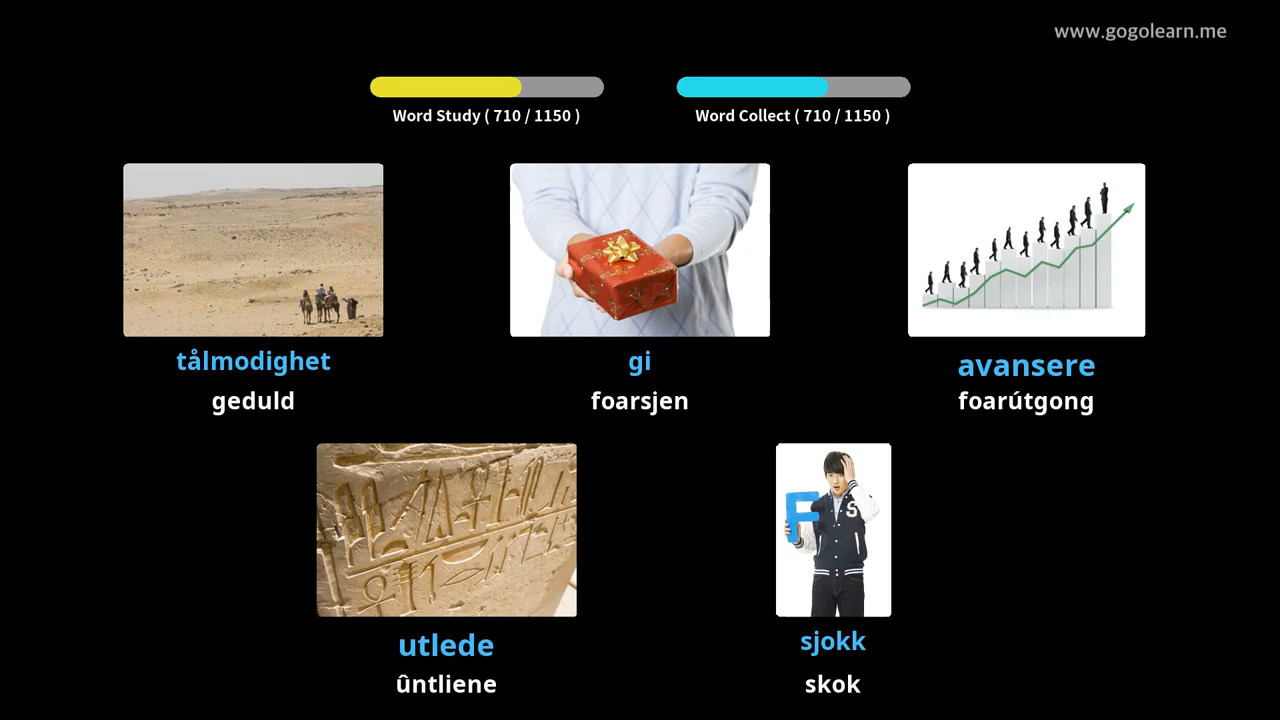 www.gogolearn.me
Word Study ( 710 / 1150 )
Word Collect ( 710 / 1150 )
tålmodighet
geduld
gi
foarsjen
avansere
foarútgong
utlede
ûntliene
F
S
sjokk
skok